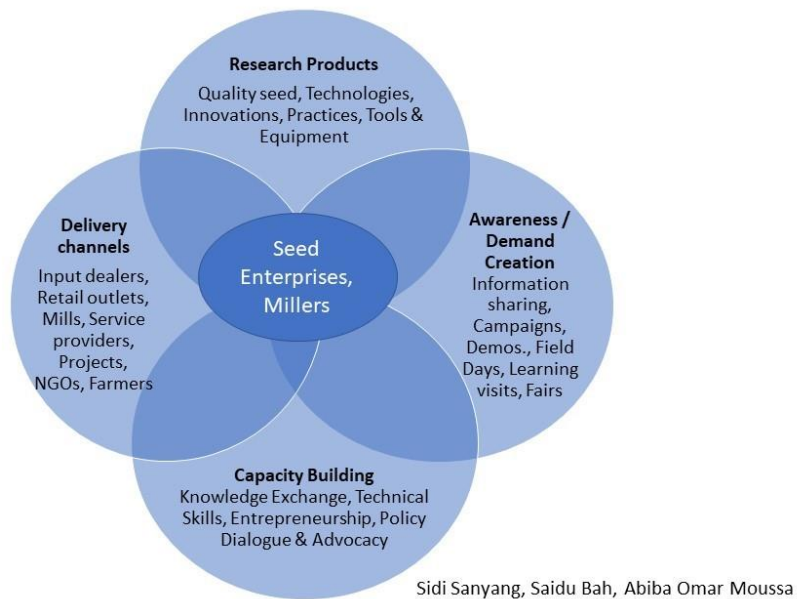 Research Products
Quality seed, Technologies,
Innovations, Practices, Tools &
Equipment
Delivery
channels
Input dealers,
Retail outlets,
Mills, Service
providers,
Projects,
NGOs, Farmers
Seed
Enterprises,
Millers
Awareness /
Demand
Creation
Information
sharing,
Campaigns,
Demos., Field
Days, Learning
visits, Fairs
Capacity Building
Knowledge Exchange, Technical
Skills, Entrepreneurship, Policy
Dialogue & Advocacy
Sidi Sanyang, Saidu Bah, Abiba Omar Moussa